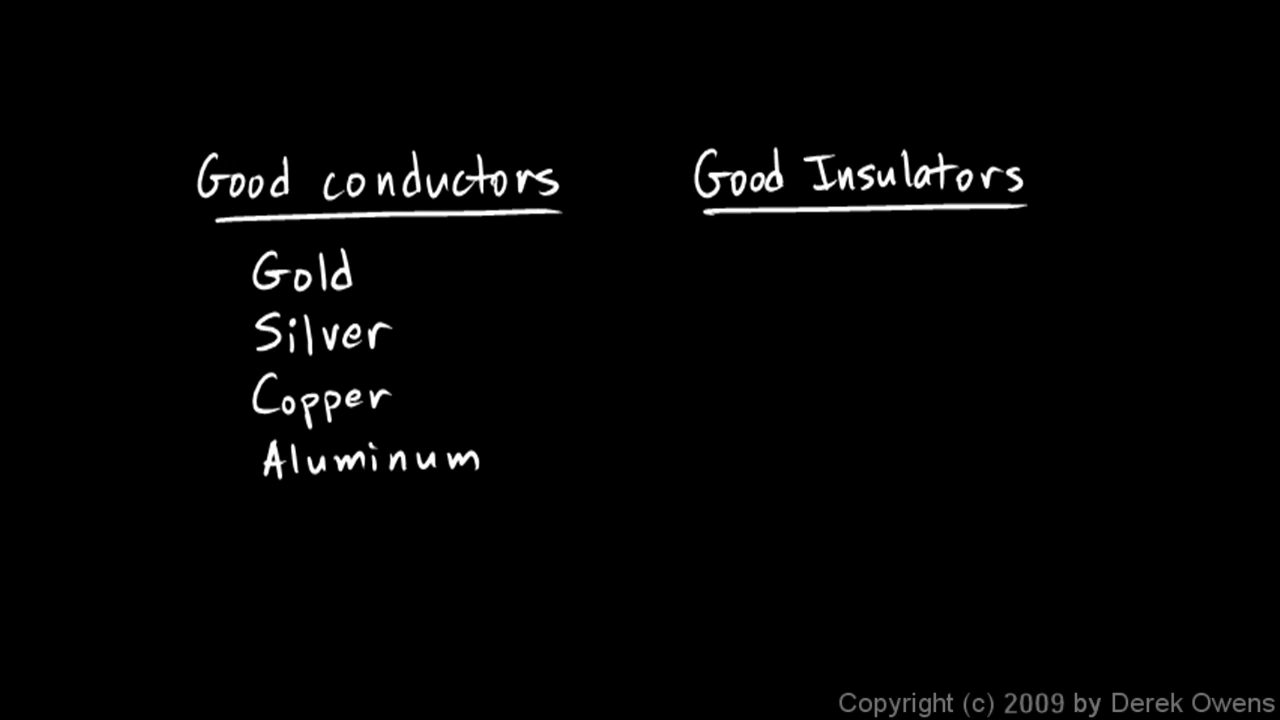 Good conductors
Good Insulators
Gold
Silver
Copper
Aluminum
Copyright (c) 2009 by Derek Owens